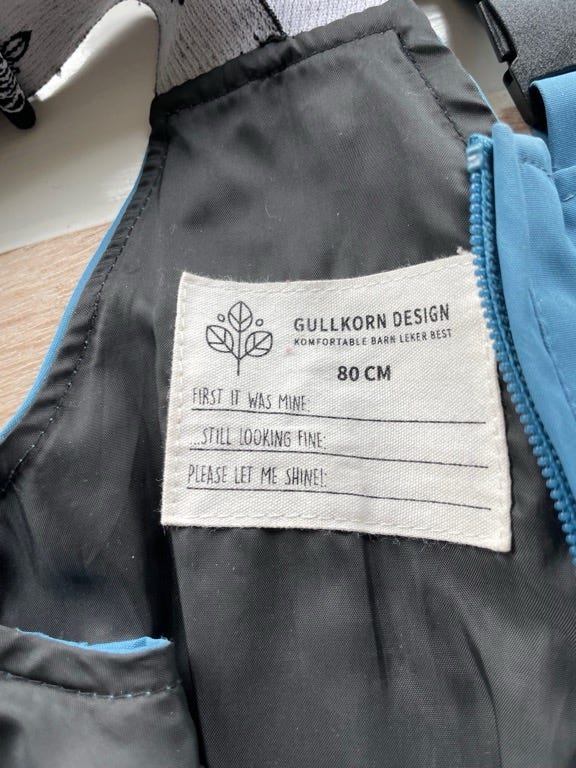 GULLKORN DESIGN
KOMFORTABLE BARN LEKER BEST
80 CM
FIRST IT WAS MINE:
...STILL LOOKING FINE:
PLEASE LET ME SHINE!: